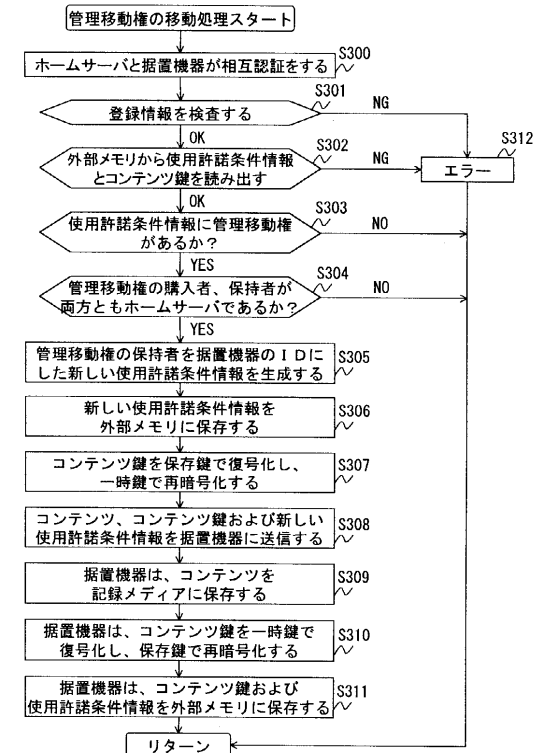 管理移動権の移動処理スタート
S300
ホームサーバと据置機器が相互認証をする
S301
登録情報を検査する
NG
OK
S302
外部メモリから使用許諾条件情報
とコンテンツ鍵を読み出す
NG
S312
エラー
OK
S303
使用許諾条件情報に管理移動権
があるか?
NO
YES
S304
管理移動権の購入者、保持者が
両方ともホームサーバであるか?
NO
YES
管理移動権の保持者を据置機器のIDに
した新しい使用許諾条件情報を生成する
S305
新しい使用許諾条件情報を
外部メモリに保存する
S306
コンテンツ鍵を保存鍵で復号化し、
一時鍵で再暗号化する
S307
コンテンツ、コンテンツ鍵および新しい
使用許諾条件情報を据置機器に送信する
S308
据置機器は、コンテンツを
記録メディアに保存する
S309
据置機器は、コンテンツ鍵を一時鍵で
復号化し、保存鍵で再暗号化する
S310
据置機器は、コンテンツ鍵および
使用許諾条件情報を外部メモリに保存する
S311
リターン